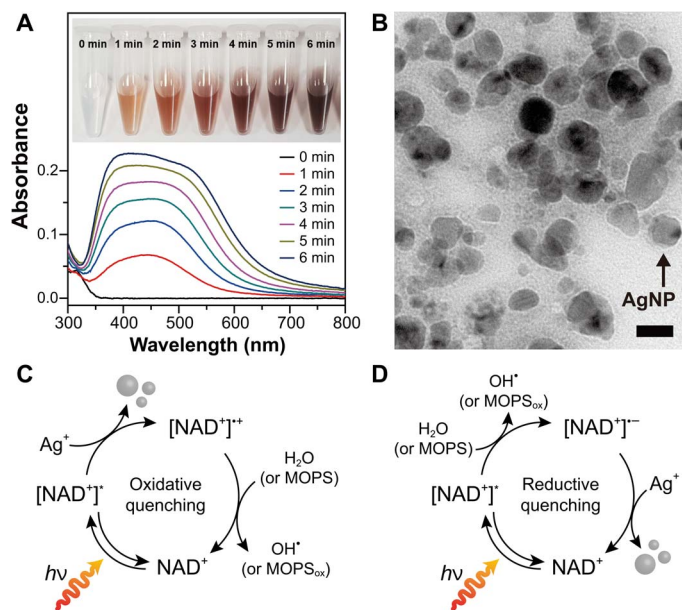 A
0 min 1 min 2 min 3 min 4 min 5 min 6 min
Absorbance
0.2
0.1
0.0
0 min
1 min
2 min
3 min
4 min
5 min
6 min
300 400 500 600 700 800
Wavelength (nm)
B
AgNP
C
Ag⁺
[NAD⁺]•⁺
H₂O
(or MOPS)
[NAD⁺]*
Oxidative
quenching
OH•
(or MOPSox)
NAD⁺
hν
D
OH•
(or MOPSox)
[NAD⁺]•⁻
H₂O
(or MOPS)
Ag⁺
[NAD⁺]*
Reductive
quenching
NAD⁺
hν